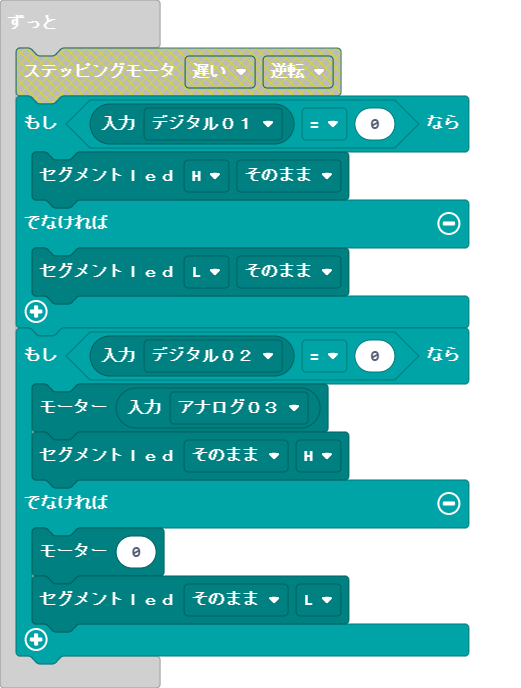 ずっと
ステッピングモータ 遅い 逆転
もし 入力 デジタル０１ = 0 なら
セグメントｌｅｄ H そのまま
でなければ
セグメントｌｅｄ L そのまま
もし 入力 デジタル０２ = 0 なら
モーター 入力 アナログ０３
セグメントｌｅｄ そのまま H
でなければ
モーター 0
セグメントｌｅｄ そのまま L